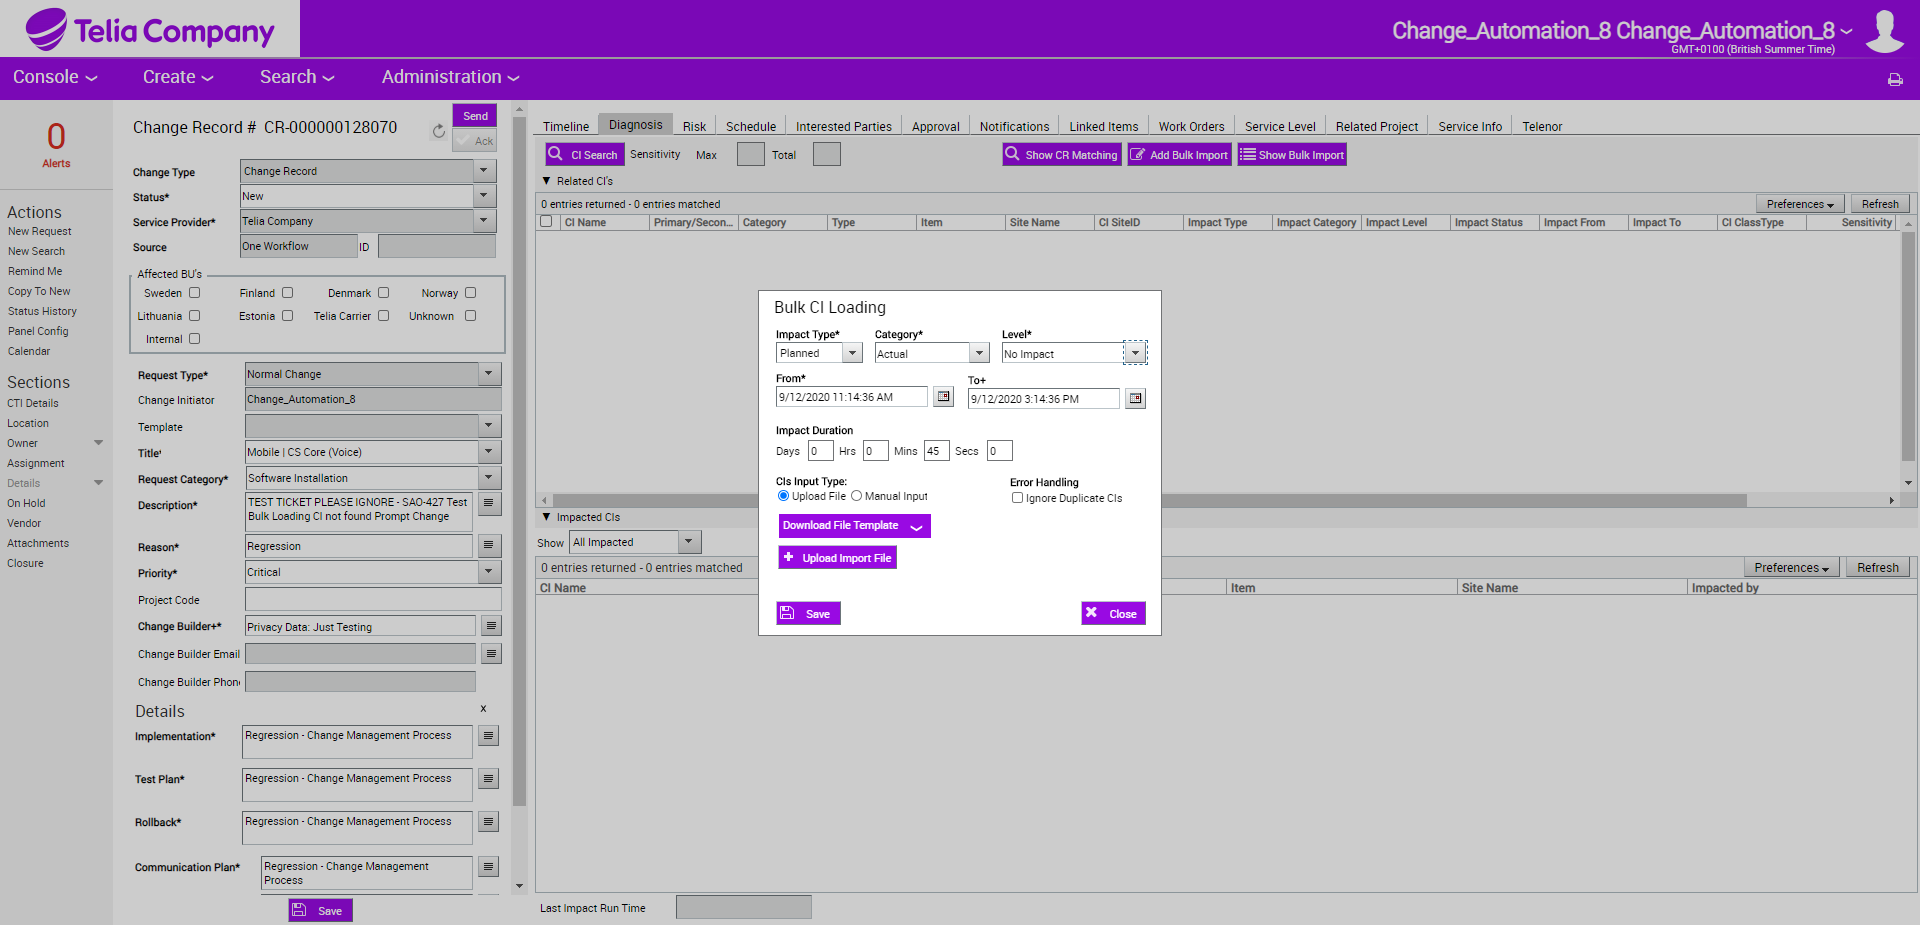 Telia Company
Change_Automation_8 Change_Automation_8
GMT+0100 (British Summer Time)
Console
Create
Search
Administration
0
Alerts
Actions
New Request
New Search
Remind Me
Copy To New
Status History
Panel Config
Calendar
Sections
CTI Details
Location
Owner
Assignment
Details
On Hold
Vendor
Attachments
Closure
Change Record # CR-000000128070
Send
Ack
Change Type Change Record
Status* New
Service Provider* Telia Company
Source One Workflow ID
Affected BU's
Sweden Finland Denmark Norway
Lithuania Estonia Telia Carrier Unknown
Internal
Request Type* Normal Change
Change Initiator Change_Automation_8
Template
Title* Mobile | CS Core (Voice)
Request Category* Software Installation
Description* TEST TICKET PLEASE IGNORE - SAO-427 Test
Bulk Loading CI not found Prompt Change
Reason* Regression
Priority* Critical
Project Code
Change Builder+* Privacy Data: Just Testing
Change Builder Email
Change Builder Phon
Details x
Implementation* Regression - Change Management Process
Test Plan* Regression - Change Management Process
Rollback* Regression - Change Management Process
Communication Plan* Regression - Change Management
Process
Save
Timeline Diagnosis Risk Schedule Interested Parties Approval Notifications Linked Items Work Orders Service Level Related Project Service Info Telenor
CI Search Sensitivity Max Total Show CR Matching Add Bulk Import Show Bulk Import
Related CI's
0 entries returned - 0 entries matched Preferences Refresh
CI Name Primary/Secon... Category Type Item Site Name CI SiteID Impact Type Impact Category Impact Level Impact Status Impact From Impact To CI ClassType Sensitivity
Bulk CI Loading
Impact Type* Category* Level*
Planned Actual No Impact
From* To+
9/12/2020 11:14:36 AM 9/12/2020 3:14:36 PM
Impact Duration
Days 0 Hrs 0 Mins 45 Secs 0
CIs Input Type: Error Handling
Upload File Manual Input Ignore Duplicate CIs
Download File Template
Upload Import File
Save Close
Impacted CIs
Show All Impacted
0 entries returned - 0 entries matched Preferences Refresh
CI Name Item Site Name Impacted by
Last Impact Run Time